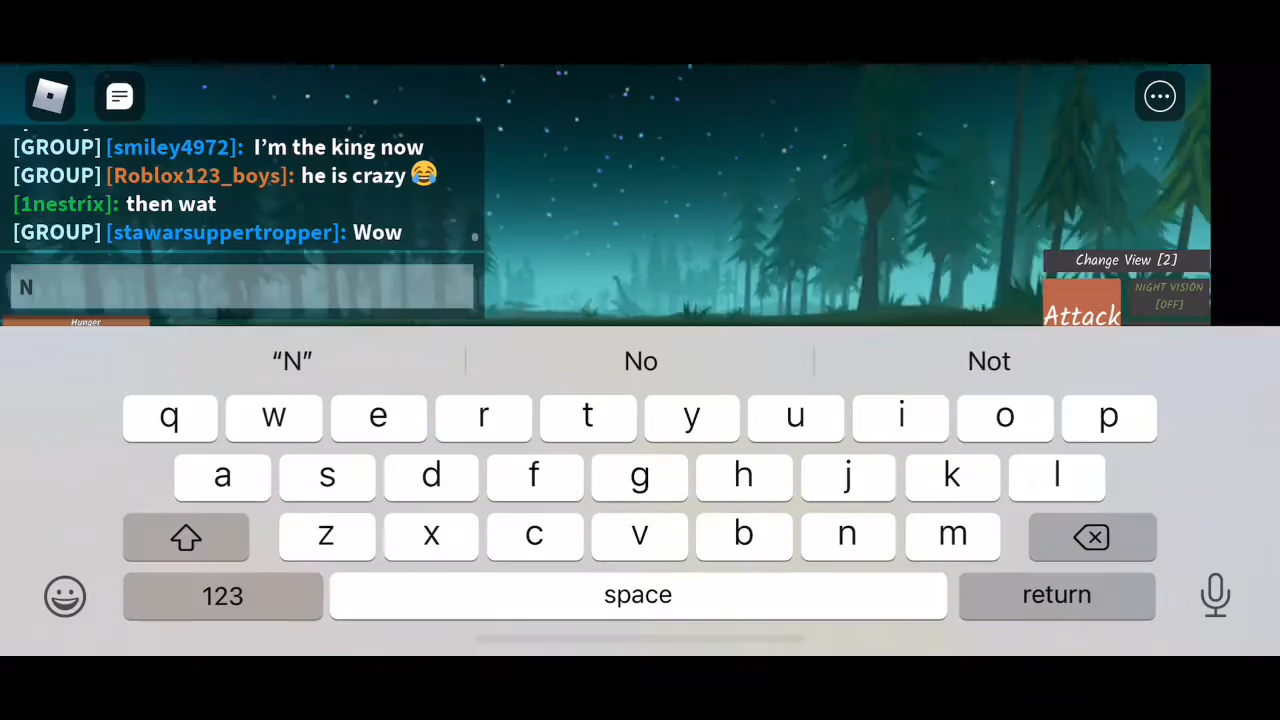 [GROUP] [smiley4972]: I’m the king now
[GROUP] [Roblox123_boys]: he is crazy 😂
[1nestrix]: then wat
[GROUP] [stawarsuppertropper]: Wow
N
Hunger
Change View [2]
Attack
NIGHT VISION
[OFF]
“N” No Not
q w e r t y u i o p
a s d f g h j k l
z x c v b n m
123 space return